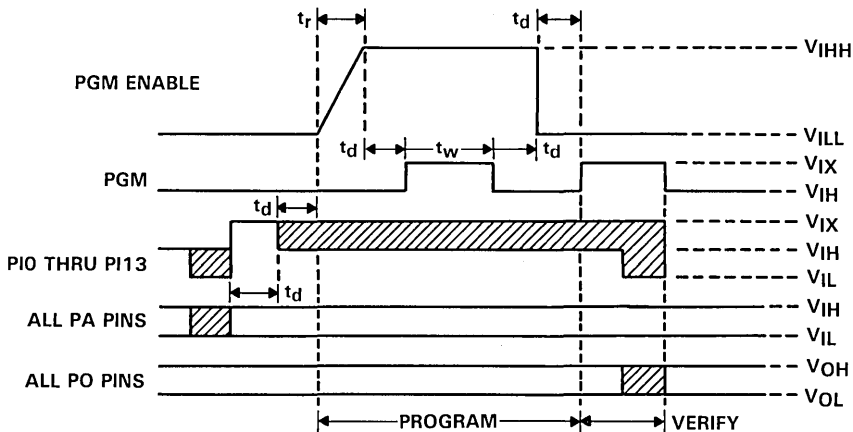 tr
td
VIHH
PGM ENABLE
td
tw
td
VILL
VIX
PGM
VIH
td
VIX
VIH
PI0 THRU PI13
VIL
td
VIH
ALL PA PINS
VIL
VOH
ALL PO PINS
VOL
PROGRAM
VERIFY